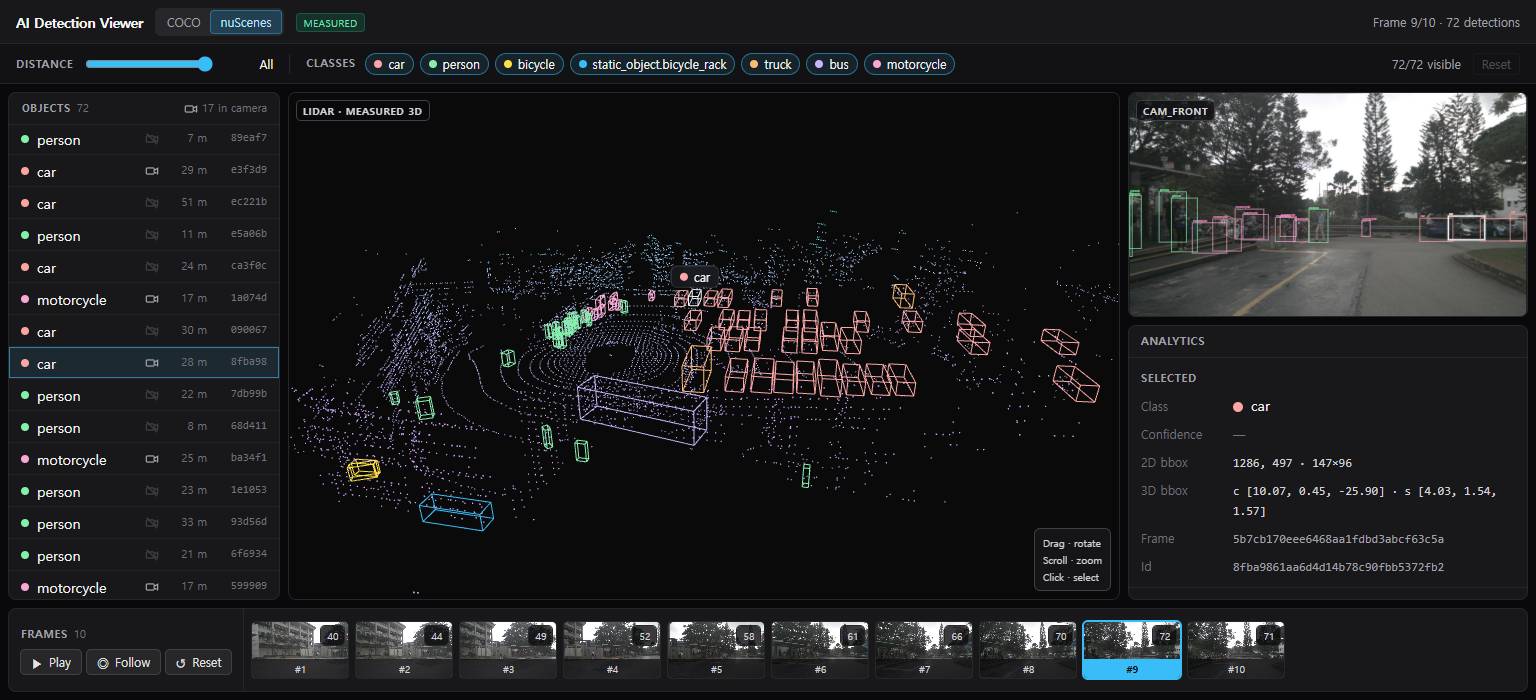 AI Detection Viewer COCO nuScenes MEASURED Frame 9/10 · 72 detections
DISTANCE All CLASSES car person bicycle static_object.bicycle_rack truck bus motorcycle 72/72 visible Reset
OBJECTS 72 17 in camera
person 7 m 89eaf7
car 29 m e3f3d9
car 51 m ec221b
person 11 m e5a06b
car 24 m ca3f0c
motorcycle 17 m 1a074d
car 30 m 090067
car 28 m 8fba98
person 22 m 7db99b
person 8 m 68d411
motorcycle 25 m ba34f1
person 23 m 1e1053
person 33 m 93d56d
person 21 m 6f6934
motorcycle 17 m 599909
LIDAR · MEASURED 3D
car
Drag · rotate
Scroll · zoom
Click · select
CAM_FRONT
ANALYTICS
SELECTED
Class car
Confidence —
2D bbox 1286, 497 · 147×96
3D bbox c [10.07, 0.45, -25.90] · s [4.03, 1.54,
1.57]
Frame 5b7cb170eee6468aa1fdbd3abcf63c5a
Id 8fba9861aa6d4d14b78c90fbb5372fb2
FRAMES 10
Play Follow Reset
40 44 49 52 58 61 66 70 72 71
#1 #2 #3 #4 #5 #6 #7 #8 #9 #10